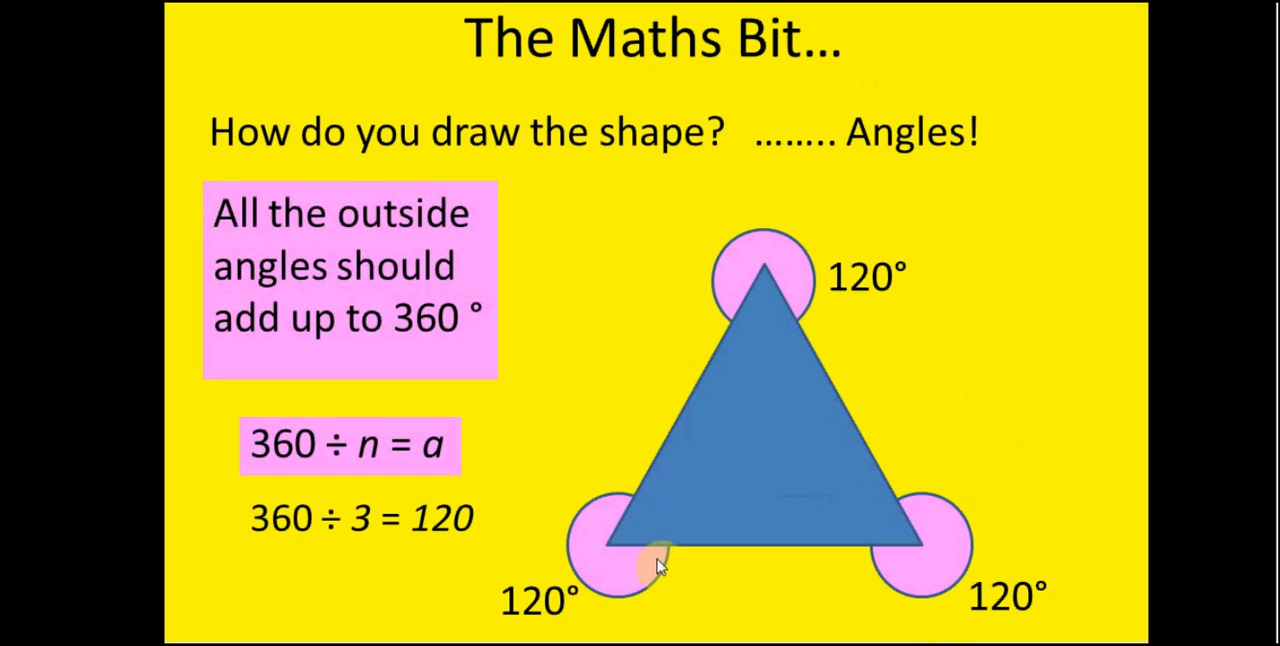 The Maths Bit...
How do you draw the shape? ........ Angles!
All the outside
angles should
add up to 360 °
360 ÷ n = a
360 ÷ 3 = 120
120°
120°
120°